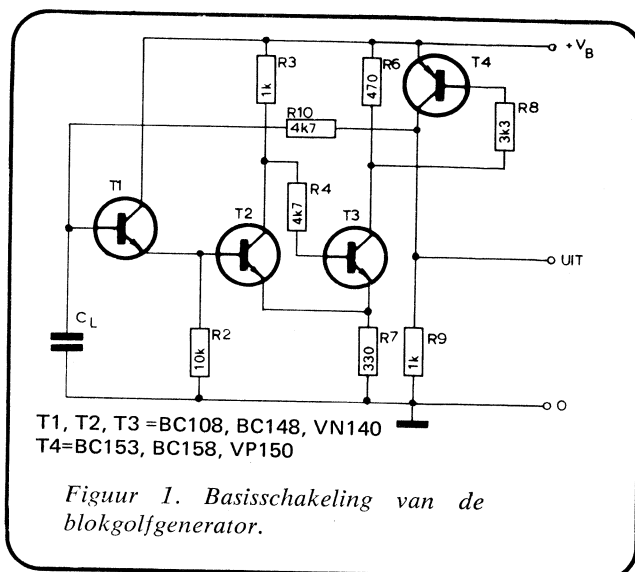 +VB
R3
1k
R6
470
T4
R8
3k3
R10
4k7
T1
T2
R4
4k7
T3
UIT
CL
R2
10k
R7
330
R9
1k
0
T1, T2, T3 =BC108, BC148, VN140
T4=BC153, BC158, VP150
Figuur 1. Basisschakeling van de
blokgolfgenerator.